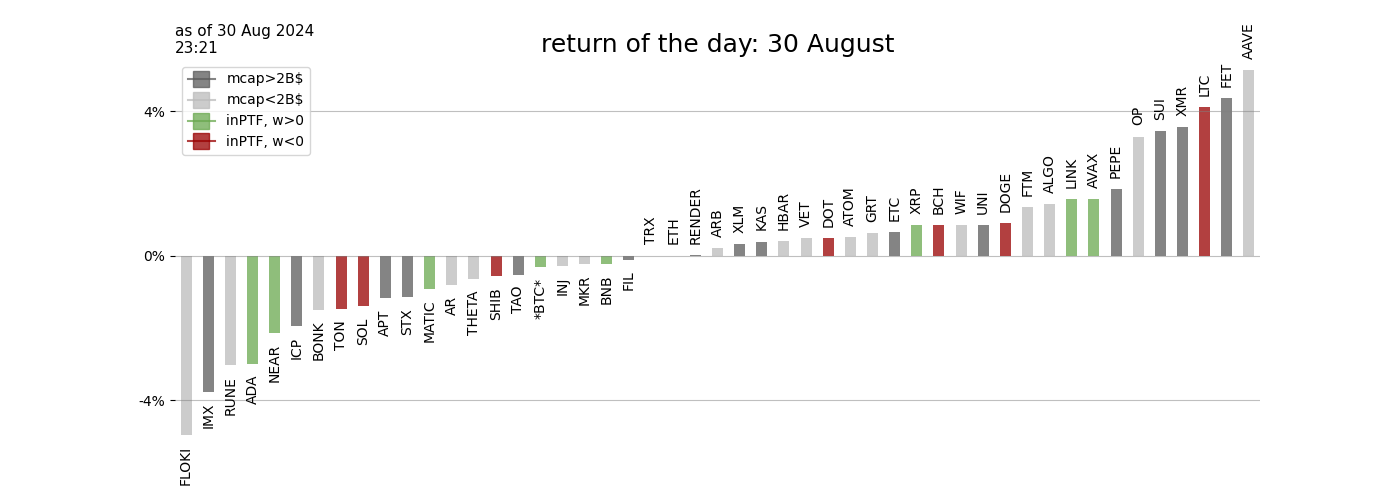 as of 30 Aug 2024
23:21
return of the day: 30 August
mcap>2B$
mcap<2B$
inPTF, w>0
inPTF, w<0
4%
0%
-4%
FLOKI
IMX
RUNE
ADA
NEAR
ICP
BONK
TON
SOL
APT
STX
MATIC
AR
THETA
SHIB
TAO
*BTC*
INJ
MKR
BNB
FIL
TRX
ETH
RENDER
ARB
XLM
KAS
HBAR
VET
DOT
ATOM
GRT
ETC
XRP
BCH
WIF
UNI
DOGE
FTM
ALGO
LINK
AVAX
PEPE
OP
SUI
XMR
LTC
FET
AAVE